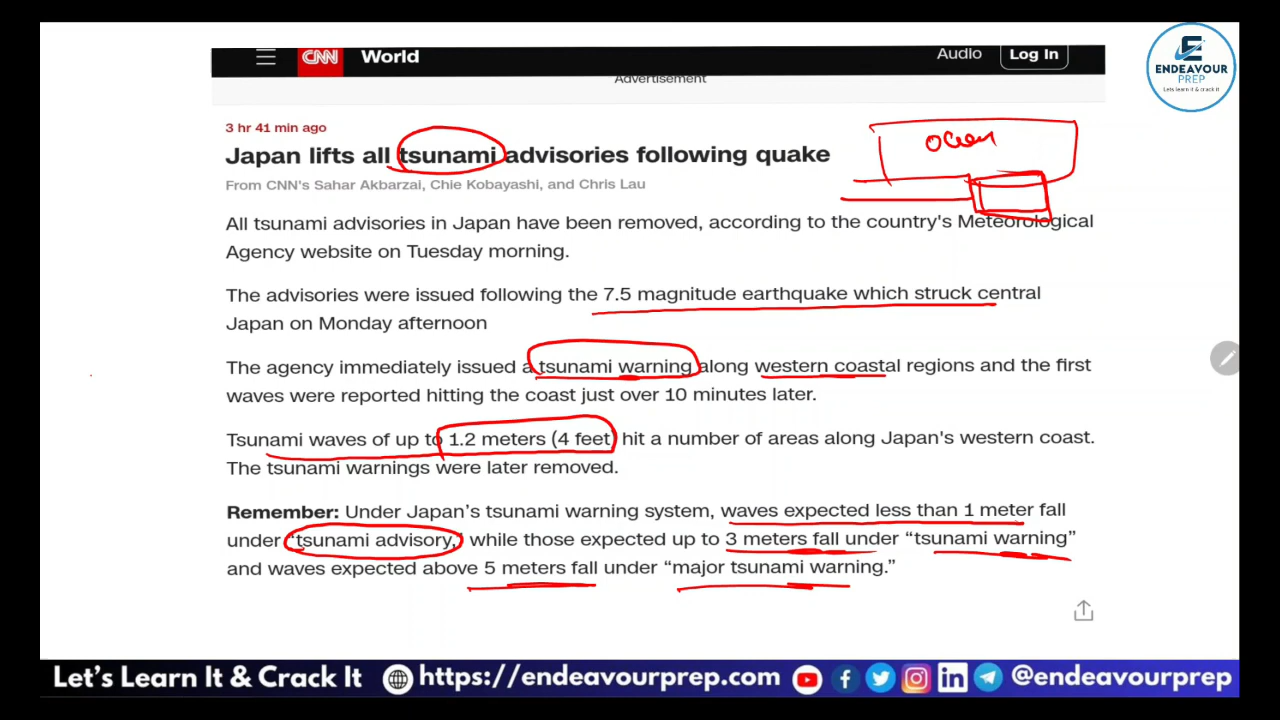 CNN World Audio Log In
ENDEAVOUR
PREP
Lets learn it & crack it
Advertisement
3 hr 41 min ago
ocean
Japan lifts all tsunami advisories following quake
From CNN's Sahar Akbarzai, Chie Kobayashi, and Chris Lau
All tsunami advisories in Japan have been removed, according to the country's Meteorological
Agency website on Tuesday morning.
The advisories were issued following the 7.5 magnitude earthquake which struck central
Japan on Monday afternoon
The agency immediately issued a tsunami warning along western coastal regions and the first
waves were reported hitting the coast just over 10 minutes later.
Tsunami waves of up to 1.2 meters (4 feet) hit a number of areas along Japan's western coast.
The tsunami warnings were later removed.
Remember: Under Japan's tsunami warning system, waves expected less than 1 meter fall
under “tsunami advisory,” while those expected up to 3 meters fall under “tsunami warning”
and waves expected above 5 meters fall under “major tsunami warning.”
Let's Learn It & Crack It https://endeavourprep.com @endeavourprep